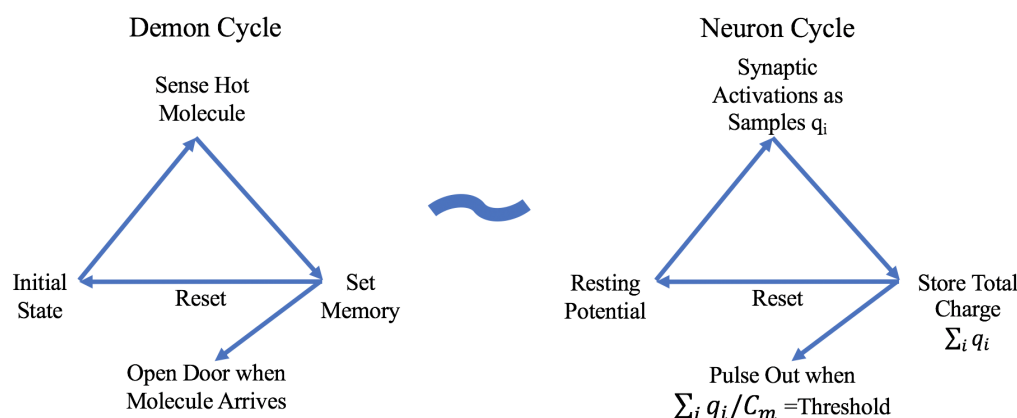 Demon Cycle
Sense Hot
Molecule
Initial
State
Reset
Set
Memory
Open Door when
Molecule Arrives
Neuron Cycle
Synaptic
Activations as
Samples qᵢ
Resting
Potential
Reset
Store Total
Charge
∑ᵢ qᵢ
Pulse Out when
∑ᵢ qᵢ/Cₘ =Threshold